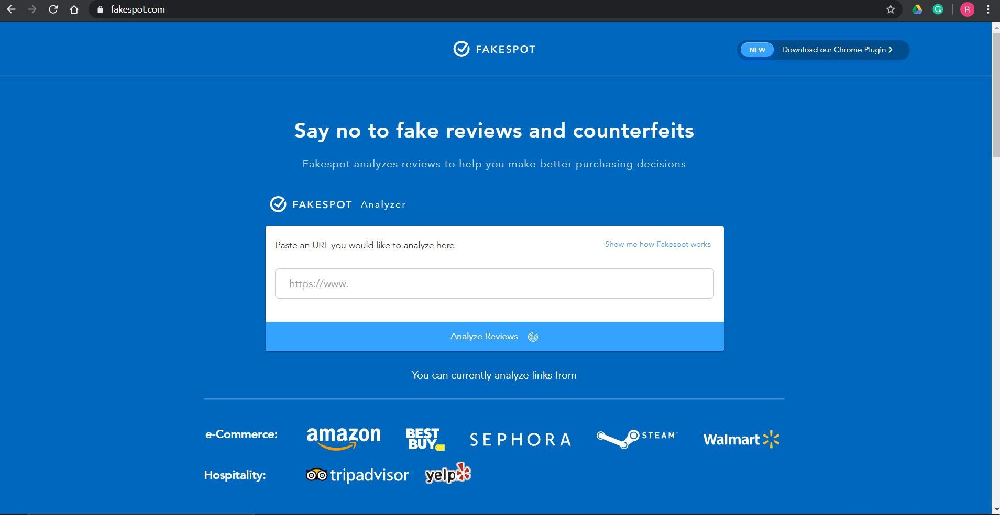 fakespot.com
R
FAKESPOT
NEW Download our Chrome Plugin
Say no to fake reviews and counterfeits
Fakespot analyzes reviews to help you make better purchasing decisions
FAKESPOT Analyzer
Paste an URL you would like to analyze here
Show me how Fakespot works
https://www.
Analyze Reviews
You can currently analyze links from
e-Commerce: amazon BEST BUY SEPHORA STEAM Walmart
Hospitality: tripadvisor yelp